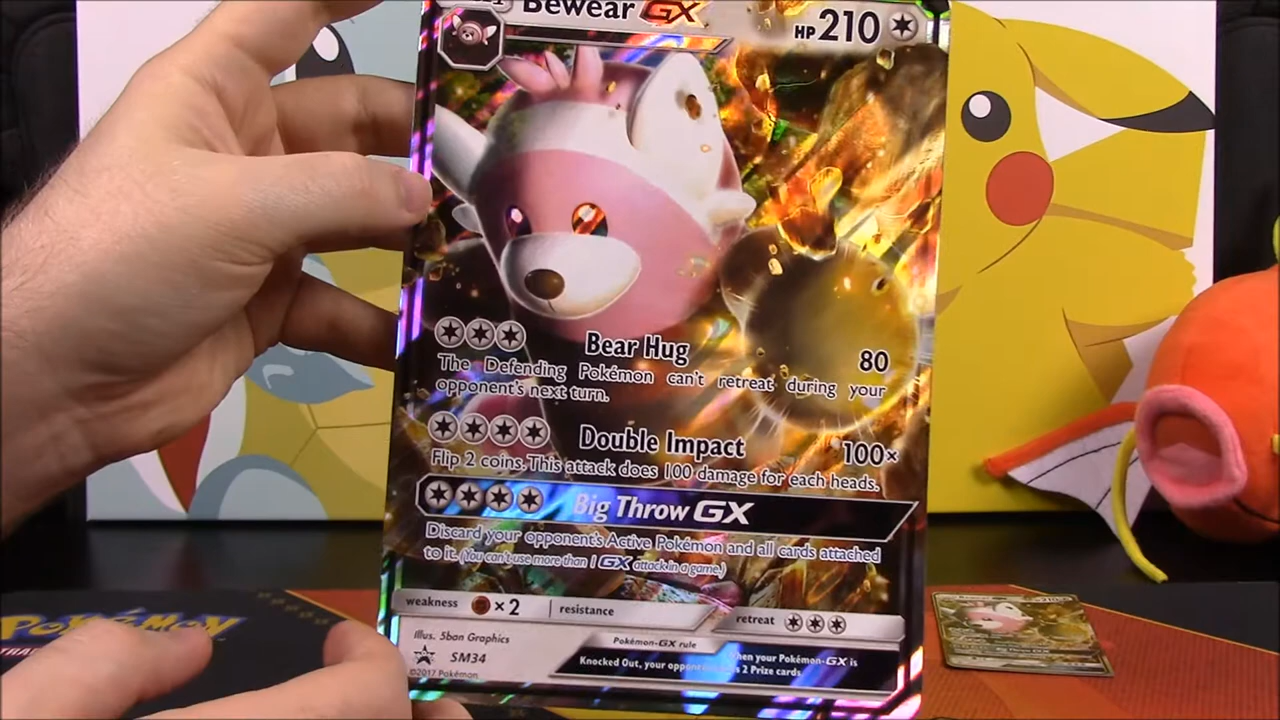 Bewear GX
HP 210
Bear Hug 80
The Defending Pokémon can't retreat during your
opponent's next turn.
Double Impact 100×
Flip 2 coins. This attack does 100 damage for each heads.
Big Throw GX
Discard your opponent's Active Pokémon and all cards attached
to it. (You can't use more than 1 GX attack in a game.)
weakness ×2 resistance
retreat
Illus. 5ban Graphics
Pokémon-GX rule
When your Pokémon-GX is
Knocked Out, your 2 Prize cards.
SM34
©2017 Pokémon
POKÉMON